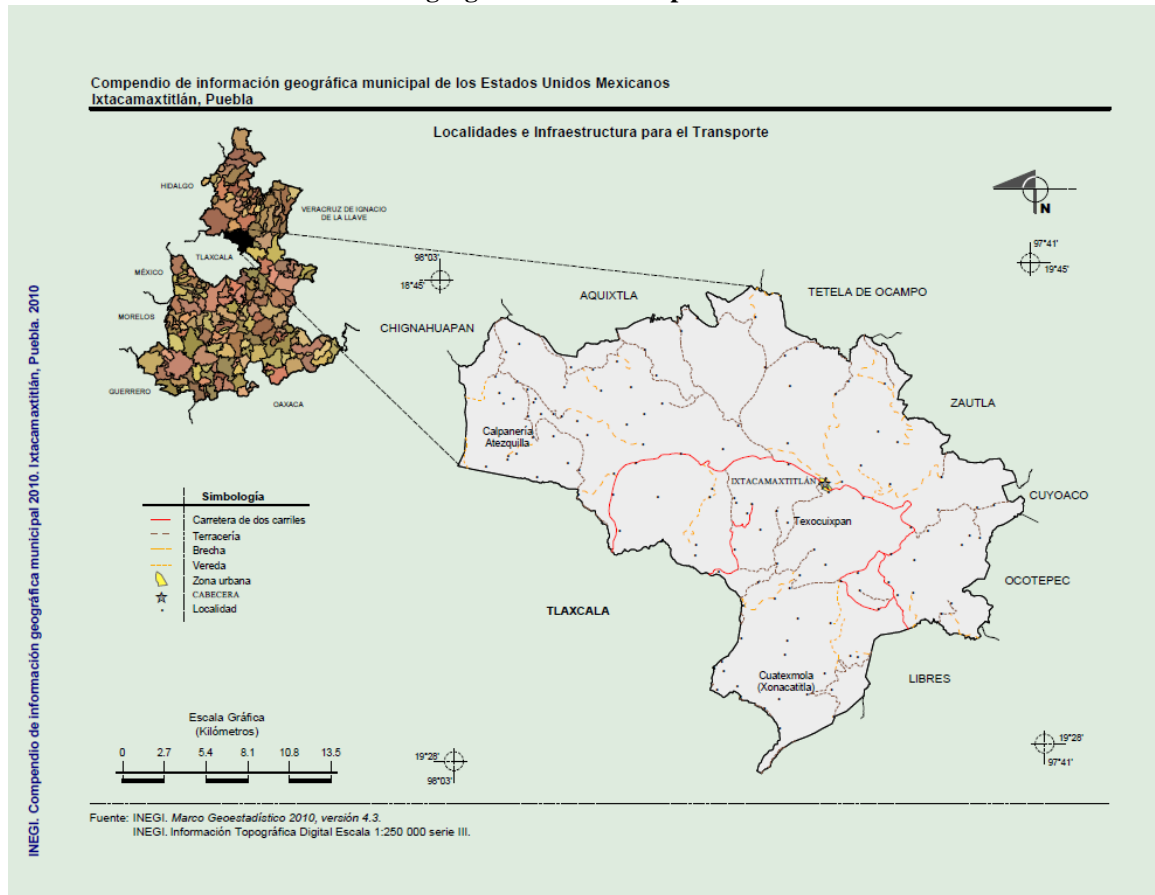 Compendio de información geográfica municipal de los Estados Unidos Mexicanos
Ixtacamaxtitlán, Puebla
Localidades e Infraestructura para el Transporte
HIDALGO
VERACRUZ DE IGNACIO
DE LA LLAVE
TLAXCALA
MÉXICO
MORELOS
GUERRERO
OAXACA
N
98°03'
18°45'
97°41'
19°45'
AQUIXTLA
TETELA DE OCAMPO
CHIGNAHUAPAN
ZAUTLA
Calpanería
Atezquilla
IXTACAMAXTITLÁN
CUYOACO
Texocuixpan
OCOTEPEC
TLAXCALA
Cuatexmola
(Xonacatitla)
LIBRES
Simbología
Carretera de dos carriles
Terracería
Brecha
Vereda
Zona urbana
CABECERA
Localidad
Escala Gráfica
(Kilómetros)
0 2.7 5.4 8.1 10.8 13.5
19°28'
98°03'
19°28'
97°41'
Fuente: INEGI. Marco Geoestadístico 2010, versión 4.3.
INEGI. Información Topográfica Digital Escala 1:250 000 serie III.
INEGI. Compendio de información geográfica municipal 2010. Ixtacamaxtitlán, Puebla. 2010